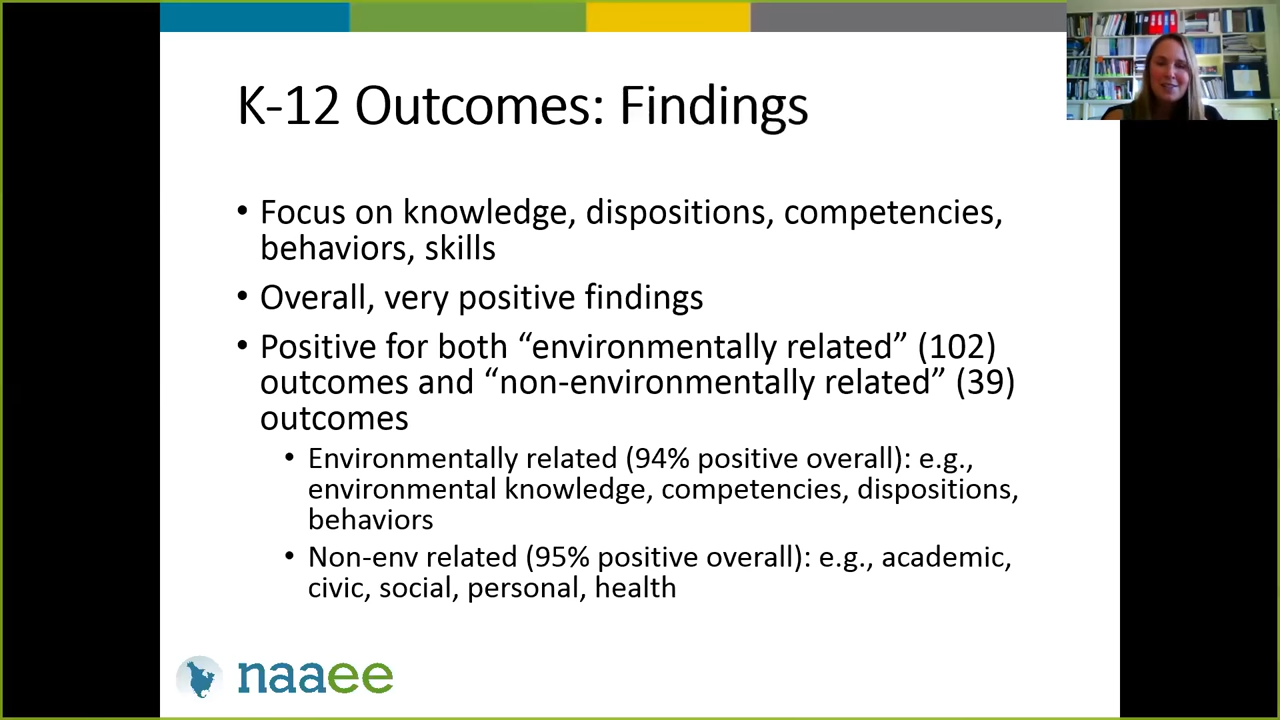 K-12 Outcomes: Findings
• Focus on knowledge, dispositions, competencies,
behaviors, skills
• Overall, very positive findings
• Positive for both “environmentally related” (102)
outcomes and “non-environmentally related” (39)
outcomes
• Environmentally related (94% positive overall): e.g.,
environmental knowledge, competencies, dispositions,
behaviors
• Non-env related (95% positive overall): e.g., academic,
civic, social, personal, health
naaee